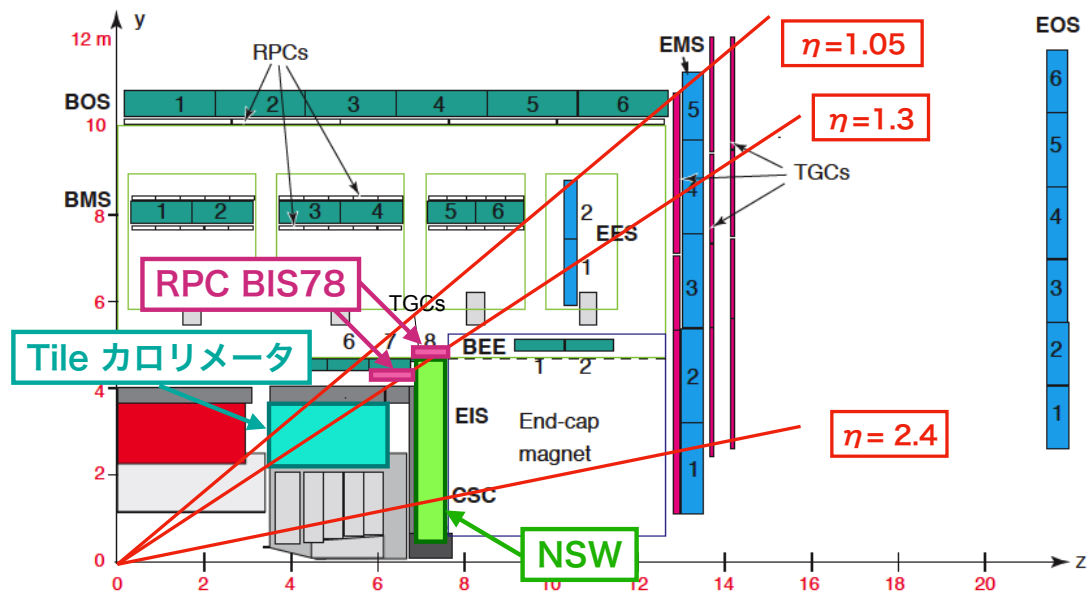 y
12 m
RPCs
EMS
η=1.05
EOS
BOS
1 2 3 4 5 6
10
5
6
η=1.3
5
TGCs
BMS
1 2
3 4
5 6
2
4
4
8
EES
1
RPC BIS78
TGCs
3
3
6
6 7 8
BEE
Tile カロリメータ
1 2
2
2
4
EIS
End-cap
magnet
1
η= 2.4
2
1
CSC
NSW
0
z
0 2 4 6 8 10 12 14 16 18 20